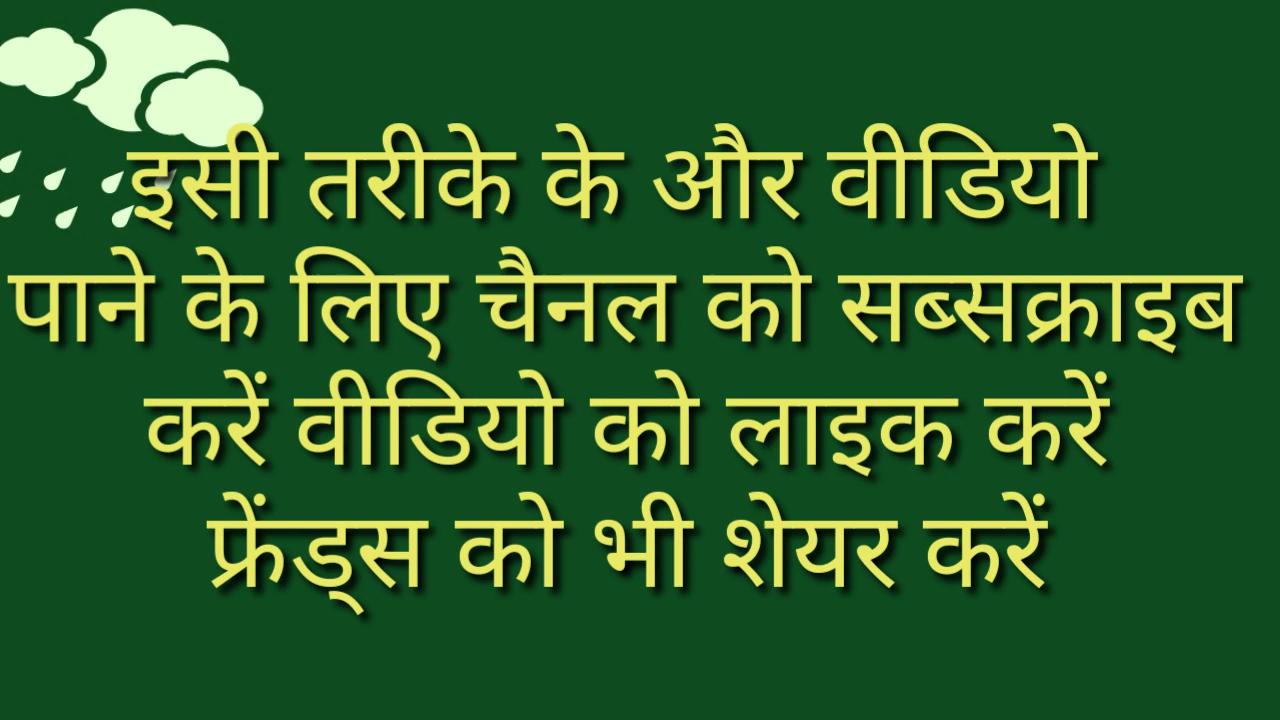 इसी तरीके के और वीडियो
पाने के लिए चैनल को सब्सक्राइब
करें वीडियो को लाइक करें
फ्रेंड्स को भी शेयर करें